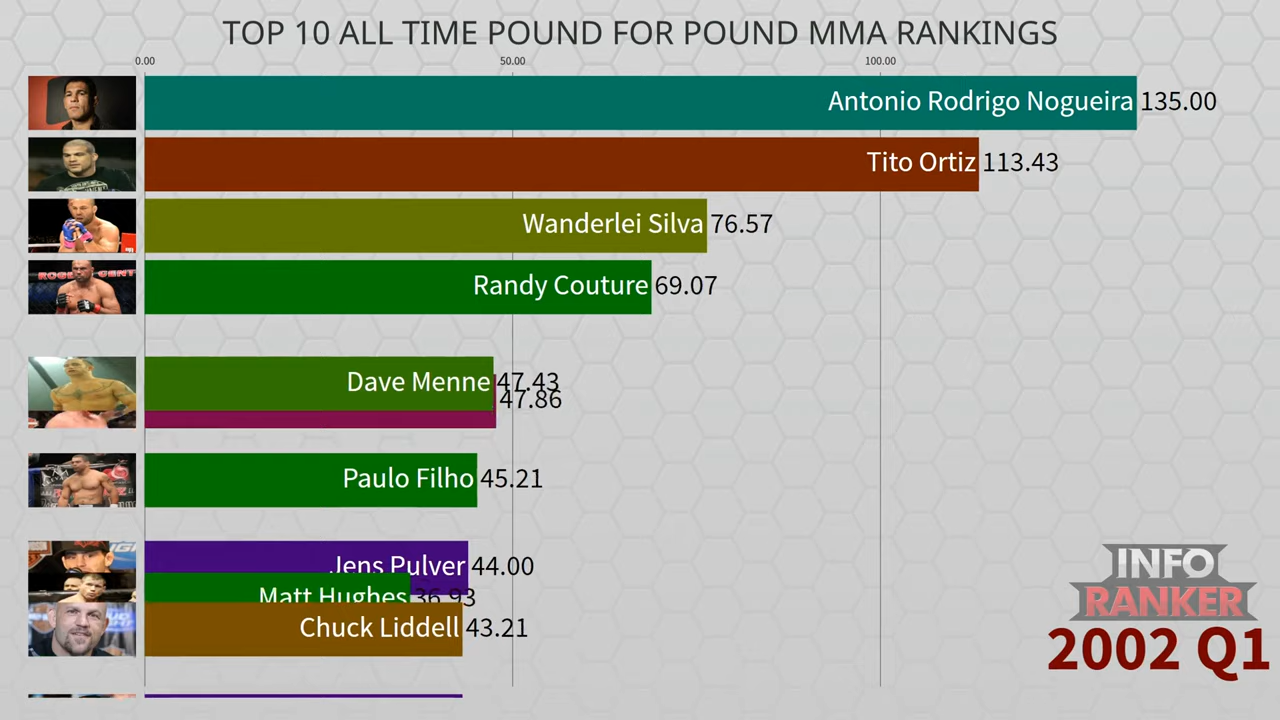 TOP 10 ALL TIME POUND FOR POUND MMA RANKINGS
0.00 50.00 100.00
Antonio Rodrigo Nogueira 135.00
Tito Ortiz 113.43
Wanderlei Silva 76.57
Randy Couture 69.07
Dave Menne 47.43
47.86
Paulo Filho 45.21
Jens Pulver 44.00
Matt Hughes 36.93
Chuck Liddell 43.21
INFO
RANKER
2002 Q1